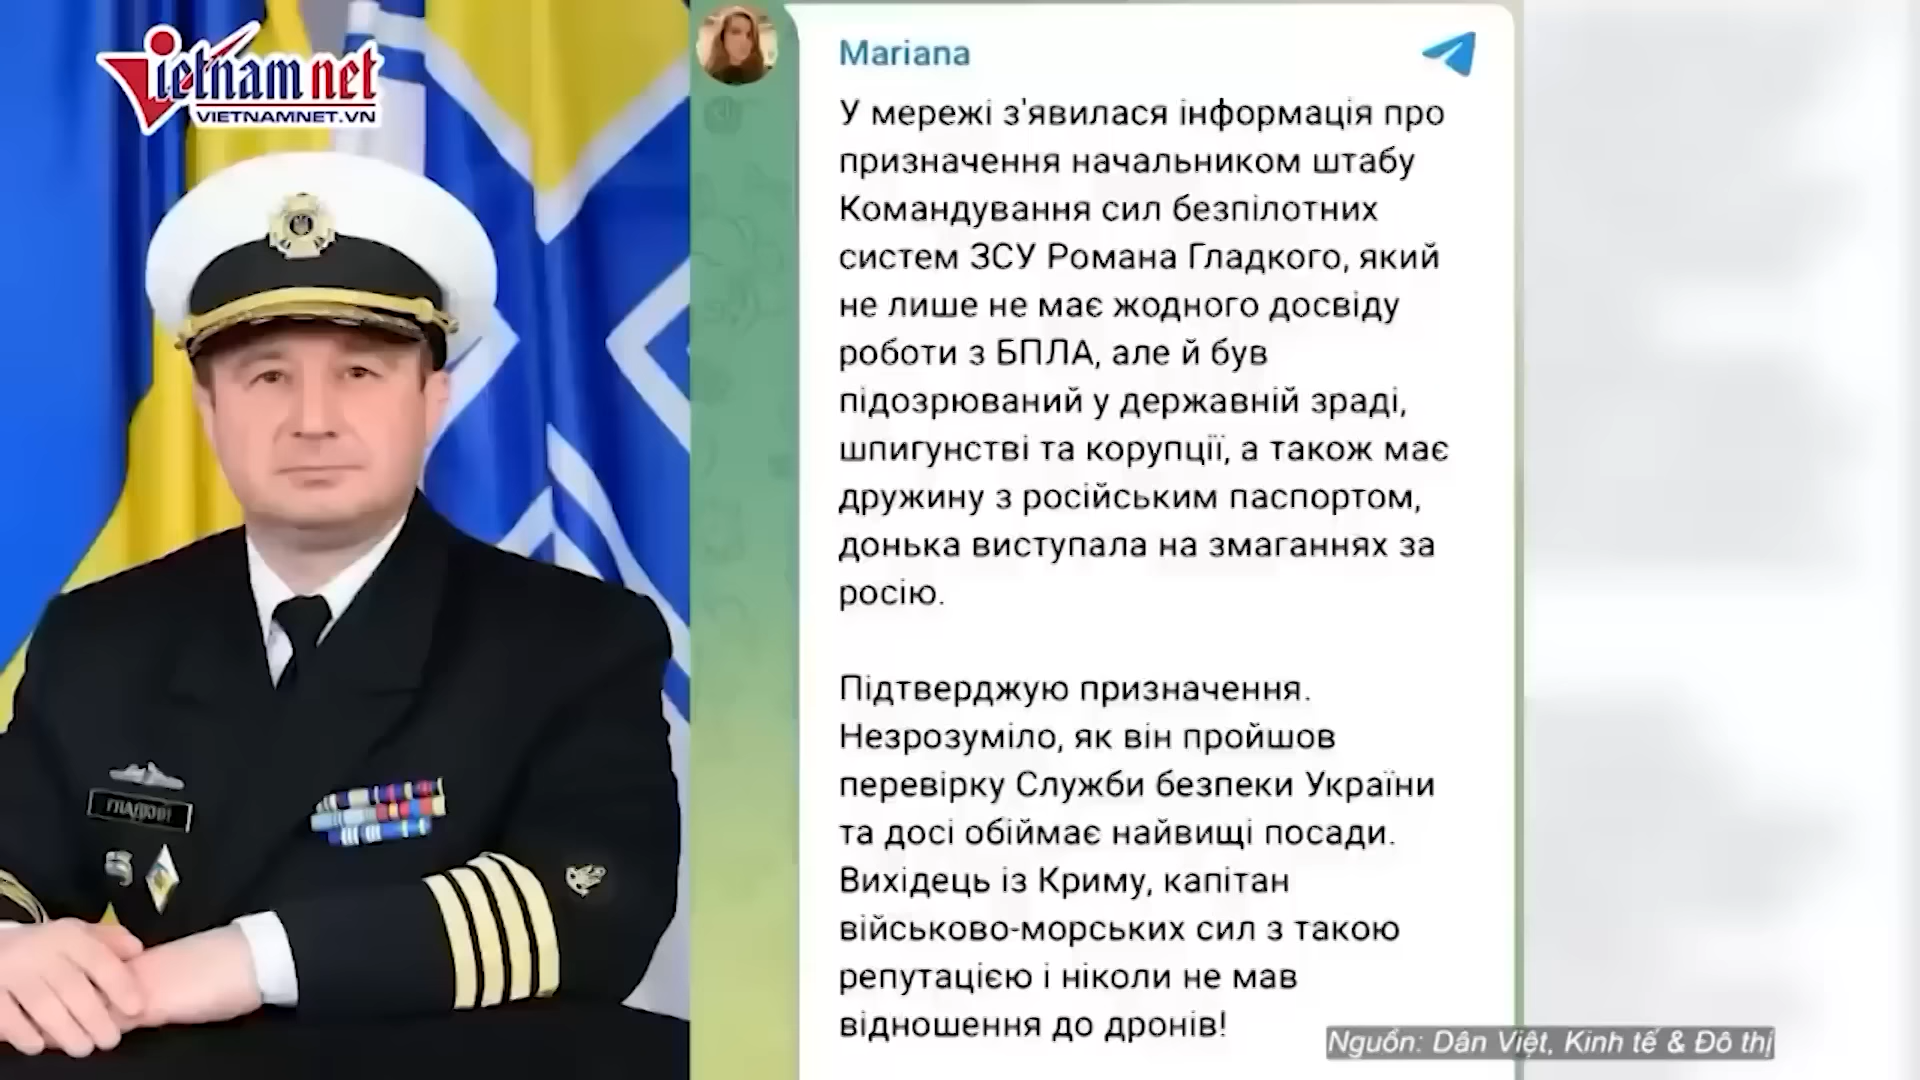 Vietnamnet
VIETNAMNET.VN
Mariana
У мережі з'явилася інформація про
призначення начальником штабу
Командування сил безпілотних
систем ЗСУ Романа Гладкого, який
не лише не має жодного досвіду
роботи з БПЛА, але й був
підозрюваний у державній зраді,
шпигунстві та корупції, а також має
дружину з російським паспортом,
донька виступала на змаганнях за
росію.
Підтверджую призначення.
Незрозуміло, як він пройшов
перевірку Служби безпеки України
та досі обіймає найвищі посади.
Вихідець із Криму, капітан
військово-морських сил з такою
репутацією і ніколи не мав
відношення до дронів!
ГЛАДКИЙ
Nguồn: Dân Việt, Kinh tế & Đô thị